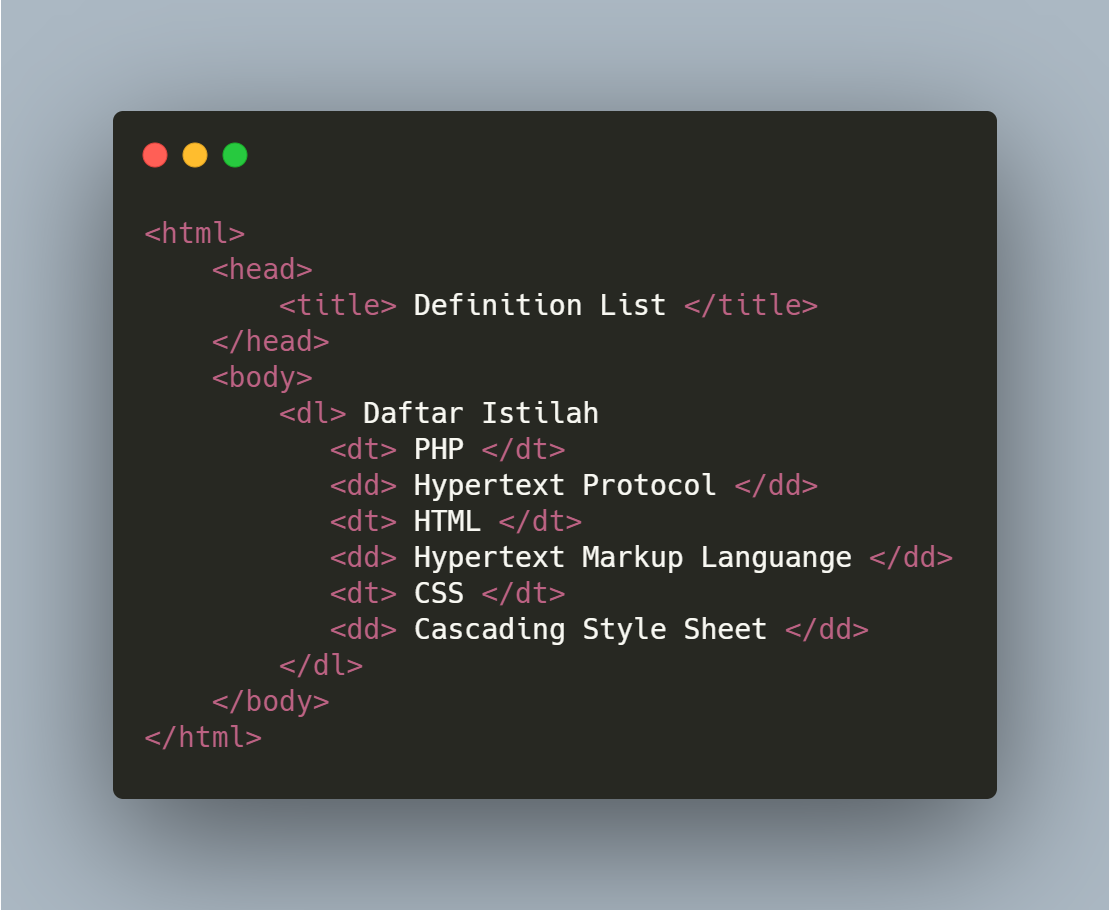 <html>
    <head>
        <title> Definition List </title>
    </head>
    <body>
        <dl> Daftar Istilah
           <dt> PHP </dt>
           <dd> Hypertext Protocol </dd>
           <dt> HTML </dt>
           <dd> Hypertext Markup Languange </dd>
           <dt> CSS </dt>
           <dd> Cascading Style Sheet </dd>
        </dl>
    </body>
</html>